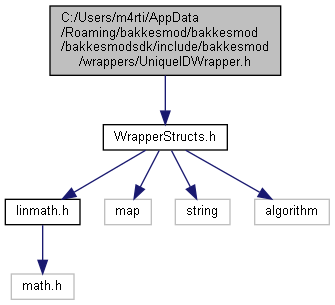 C:/Users/m4rti/AppData
/Roaming/bakkesmod/bakkesmod
/bakkesmodsdk/include/bakkesmod
/wrappers/UniqueIDWrapper.h
WrapperStructs.h
linmath.h
map
string
algorithm
math.h